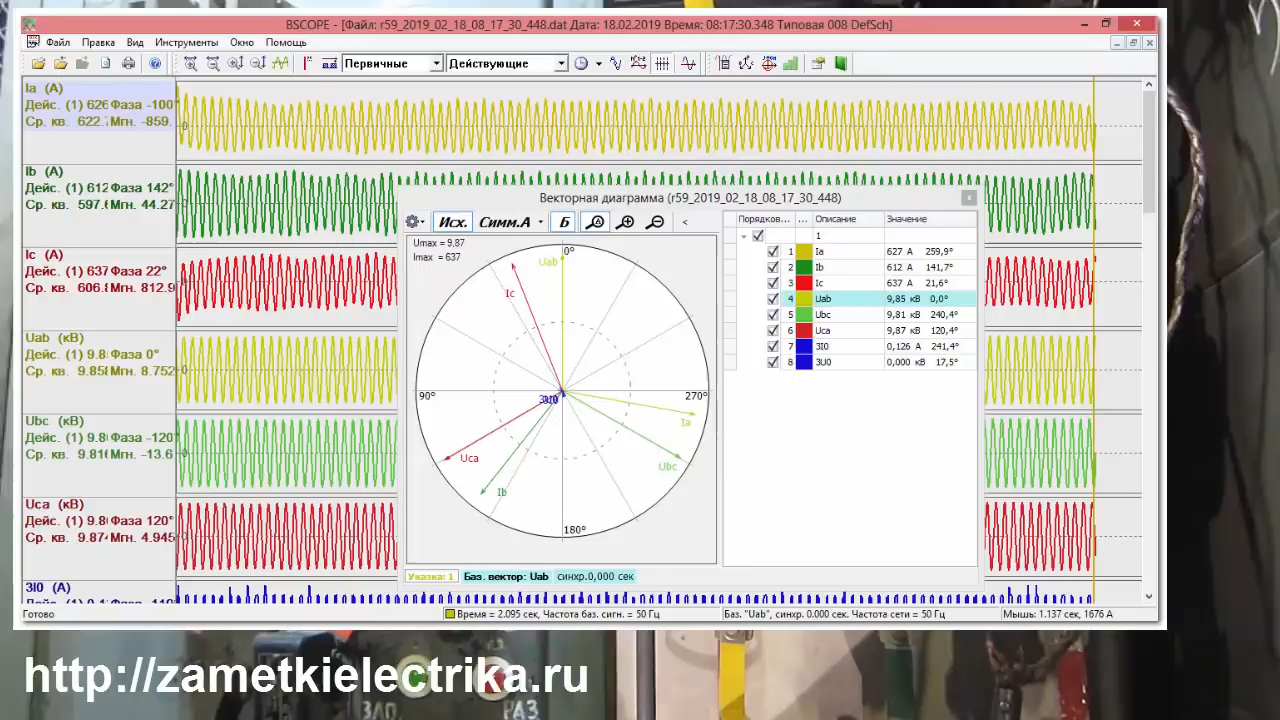 BSCOPE - [Файл: r59_2019_02_18_08_17_30_448.dat Дата: 18.02.2019 Время: 08:17:30.348 Типовая 008 DefSch]
Файл Правка Вид Инструменты Окно Помощь
Первичные Действующие
Ia (А)
Дейс. (1) 626 Фаза -100°
Ср. кв. 622. Мгн. -859.
Ib (А)
Дейс. (1) 612 Фаза 142°
Ср. кв. 597. Мгн. 44.27
Ic (А)
Дейс. (1) 637 Фаза 22°
Ср. кв. 606. Мгн. 812.9
Uab (кВ)
Дейс. (1) 9.8 Фаза 0°
Ср. кв. 9.85 Мгн. 8.752
Ubc (кВ)
Дейс. (1) 9.8 Фаза -120°
Ср. кв. 9.81 Мгн. -13.6
Uca (кВ)
Дейс. (1) 9.8 Фаза 120°
Ср. кв. 9.87 Мгн. 4.945
3I0 (А)
Векторная диаграмма (r59_2019_02_18_08_17_30_448)
Исх. Симм.А Б <
Umax = 9,87
Imax = 637
0°
Uab
Ic
90°
3I0
270°
Ia
Uca
Ubc
Ib
180°
Порядков... ... Описание Значение
1
1 Ia 627 А 259,9°
2 Ib 612 А 141,7°
3 Ic 637 А 21,6°
4 Uab 9,85 кВ 0,0°
5 Ubc 9,81 кВ 240,4°
6 Uca 9,87 кВ 120,4°
7 3I0 0,126 А 241,4°
8 3U0 0,000 кВ 17,5°
Указка: 1 Баз. вектор: Uab синхр.0,000 сек
Готово Время = 2.095 сек, Частота баз. сигн. = 50 Гц Баз. "Uab", синхр. 0.000 сек. Частота сети = 50 Гц Мышь: 1.137 сек, 1676 А
http://zametkielectrika.ru
ЗАП.
РАЗ